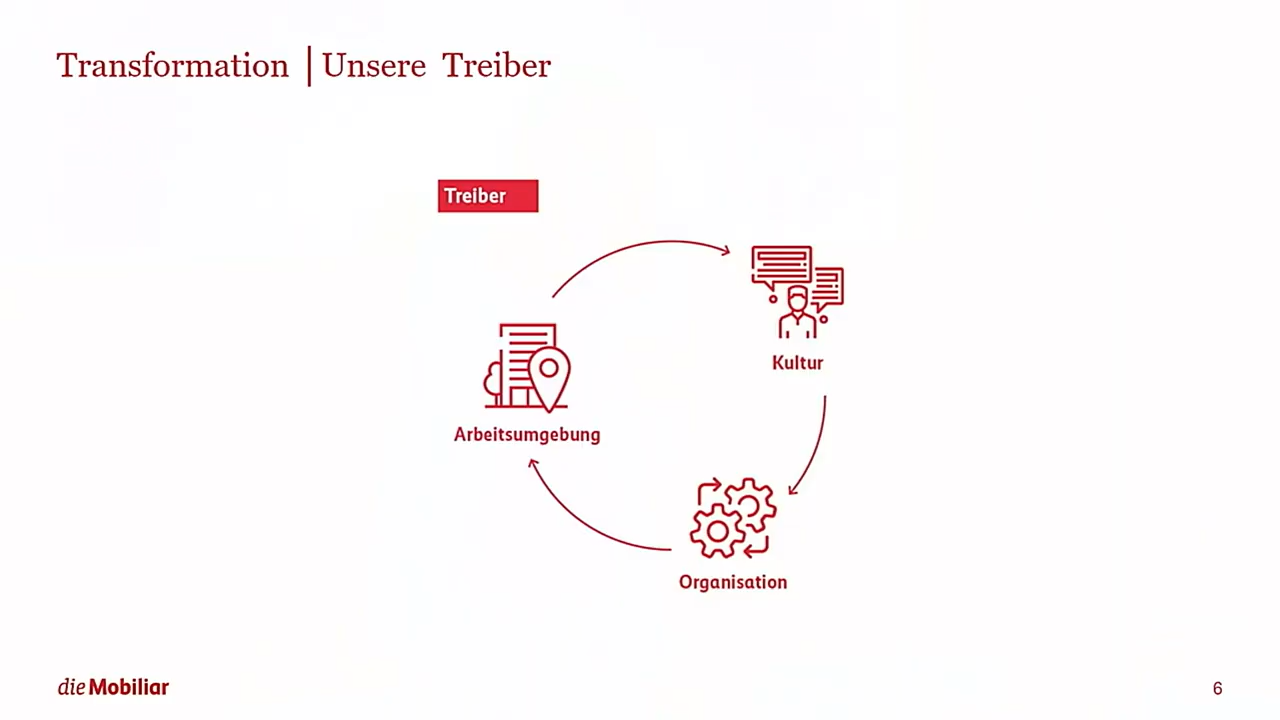 Transformation | Unsere Treiber
Treiber
Kultur
Arbeitsumgebung
Organisation
die Mobiliar
6